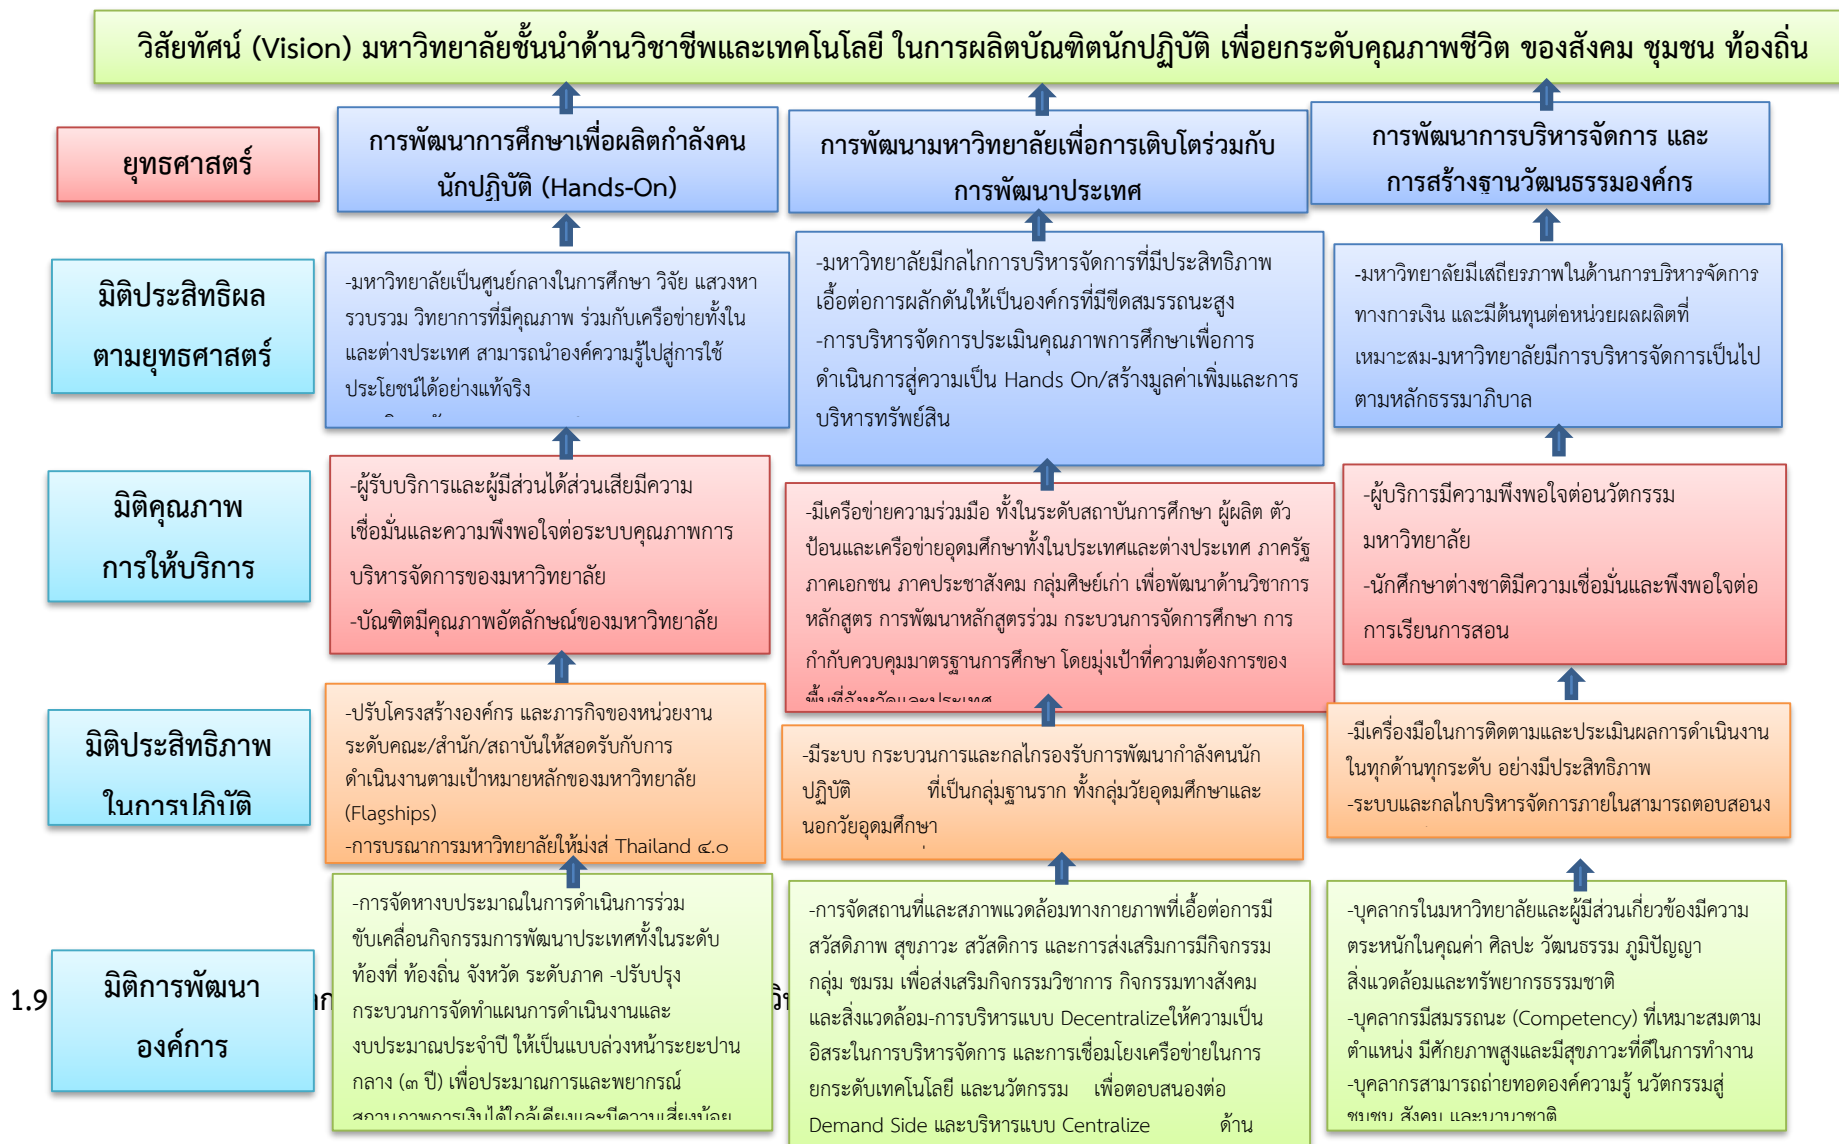 วิสัยทัศน์ (Vision) มหาวิทยาลัยชั้นนำด้านวิชาชีพและเทคโนโลยี ในการผลิตบัณฑิตนักปฏิบัติ เพื่อยกระดับคุณภาพชีวิต ของสังคม ชุมชน ท้องถิ่น
ยุทธศาสตร์
การพัฒนาการศึกษาเพื่อผลิตกำลังคน
นักปฏิบัติ (Hands-On)
การพัฒนามหาวิทยาลัยเพื่อการเติบโตร่วมกับ
การพัฒนาประเทศ
การพัฒนาการบริหารจัดการ และ
การสร้างฐานวัฒนธรรมองค์กร
มิติประสิทธิผล
ตามยุทธศาสตร์
-มหาวิทยาลัยเป็นศูนย์กลางในการศึกษา วิจัย แสวงหา
รวบรวม วิทยาการที่มีคุณภาพ ร่วมกับเครือข่ายทั้งใน
และต่างประเทศ สามารถนำองค์ความรู้ไปสู่การใช้
ประโยชน์ได้อย่างแท้จริง
-มหาวิทยาลัยมีกลไกการบริหารจัดการที่มีประสิทธิภาพ
เอื้อต่อการผลักดันให้เป็นองค์กรที่มีขีดสมรรถนะสูง
-การบริหารจัดการประเมินคุณภาพการศึกษาเพื่อการ
ดำเนินการสู่ความเป็น Hands On/สร้างมูลค่าเพิ่มและการ
บริหารทรัพย์สิน
-มหาวิทยาลัยมีเสถียรภาพในด้านการบริหารจัดการ
ทางการเงิน และมีต้นทุนต่อหน่วยผลผลิตที่
เหมาะสม-มหาวิทยาลัยมีการบริหารจัดการเป็นไป
ตามหลักธรรมาภิบาล
มิติคุณภาพ
การให้บริการ
-ผู้รับบริการและผู้มีส่วนได้ส่วนเสียมีความ
เชื่อมั่นและความพึงพอใจต่อระบบคุณภาพการ
บริหารจัดการของมหาวิทยาลัย
-บัณฑิตมีคุณภาพอัตลักษณ์ของมหาวิทยาลัย
-มีเครือข่ายความร่วมมือ ทั้งในระดับสถาบันการศึกษา ผู้ผลิต ตัว
ป้อนและเครือข่ายอุดมศึกษาทั้งในประเทศและต่างประเทศ ภาครัฐ
ภาคเอกชน ภาคประชาสังคม กลุ่มศิษย์เก่า เพื่อพัฒนาด้านวิชาการ
หลักสูตร การพัฒนาหลักสูตรร่วม กระบวนการจัดการศึกษา การ
กำกับควบคุมมาตรฐานการศึกษา โดยมุ่งเป้าที่ความต้องการของ
พื้นที่จังหวัดและประเทศ
-ผู้บริการมีความพึงพอใจต่อนวัตกรรม
มหาวิทยาลัย
-นักศึกษาต่างชาติมีความเชื่อมั่นและพึงพอใจต่อ
การเรียนการสอน
มิติประสิทธิภาพ
ในการปฏิบัติ
-ปรับโครงสร้างองค์กร และภารกิจของหน่วยงาน
ระดับคณะ/สำนัก/สถาบันให้สอดรับกับการ
ดำเนินงานตามเป้าหมายหลักของมหาวิทยาลัย
(Flagships)
-การบูรณาการมหาวิทยาลัยให้มุ่งสู่ Thailand ๔.๐
-มีระบบ กระบวนการและกลไกรองรับการพัฒนากำลังคนนัก
ปฏิบัติ ที่เป็นกลุ่มฐานราก ทั้งกลุ่มวัยอุดมศึกษาและ
นอกวัยอุดมศึกษา
-มีเครื่องมือในการติดตามและประเมินผลการดำเนินงาน
ในทุกด้านทุกระดับ อย่างมีประสิทธิภาพ
-ระบบและกลไกบริหารจัดการภายในสามารถตอบสอนง
1.9
มิติการพัฒนา
องค์การ
-การจัดหางบประมาณในการดำเนินการร่วม
ขับเคลื่อนกิจกรรมการพัฒนาประเทศทั้งในระดับ
ท้องที่ ท้องถิ่น จังหวัด ระดับภาค -ปรับปรุง
กระบวนการจัดทำแผนการดำเนินงานและ
งบประมาณประจำปี ให้เป็นแบบล่วงหน้าระยะปาน
กลาง (๓ ปี) เพื่อประมาณการและพยากรณ์
สถานภาพการเงินได้ใกล้เคียงและมีความเสี่ยงน้อย
-การจัดสถานที่และสภาพแวดล้อมทางกายภาพที่เอื้อต่อการมี
สวัสดิภาพ สุขภาวะ สวัสดิการ และการส่งเสริมการมีกิจกรรม
กลุ่ม ชมรม เพื่อส่งเสริมกิจกรรมวิชาการ กิจกรรมทางสังคม
และสิ่งแวดล้อม-การบริหารแบบ Decentralizeให้ความเป็น
อิสระในการบริหารจัดการ และการเชื่อมโยงเครือข่ายในการ
ยกระดับเทคโนโลยี และนวัตกรรม เพื่อตอบสนองต่อ
Demand Side และบริหารแบบ Centralize ด้าน
-บุคลากรในมหาวิทยาลัยและผู้มีส่วนเกี่ยวข้องมีความ
ตระหนักในคุณค่า ศิลปะ วัฒนธรรม ภูมิปัญญา
สิ่งแวดล้อมและทรัพยากรธรรมชาติ
-บุคลากรมีสมรรถนะ (Competency) ที่เหมาะสมตาม
ตำแหน่ง มีศักยภาพสูงและมีสุขภาวะที่ดีในการทำงาน
-บุคลากรสามารถถ่ายทอดองค์ความรู้ นวัตกรรมสู่
ชุมชน สังคม และนานาชาติ